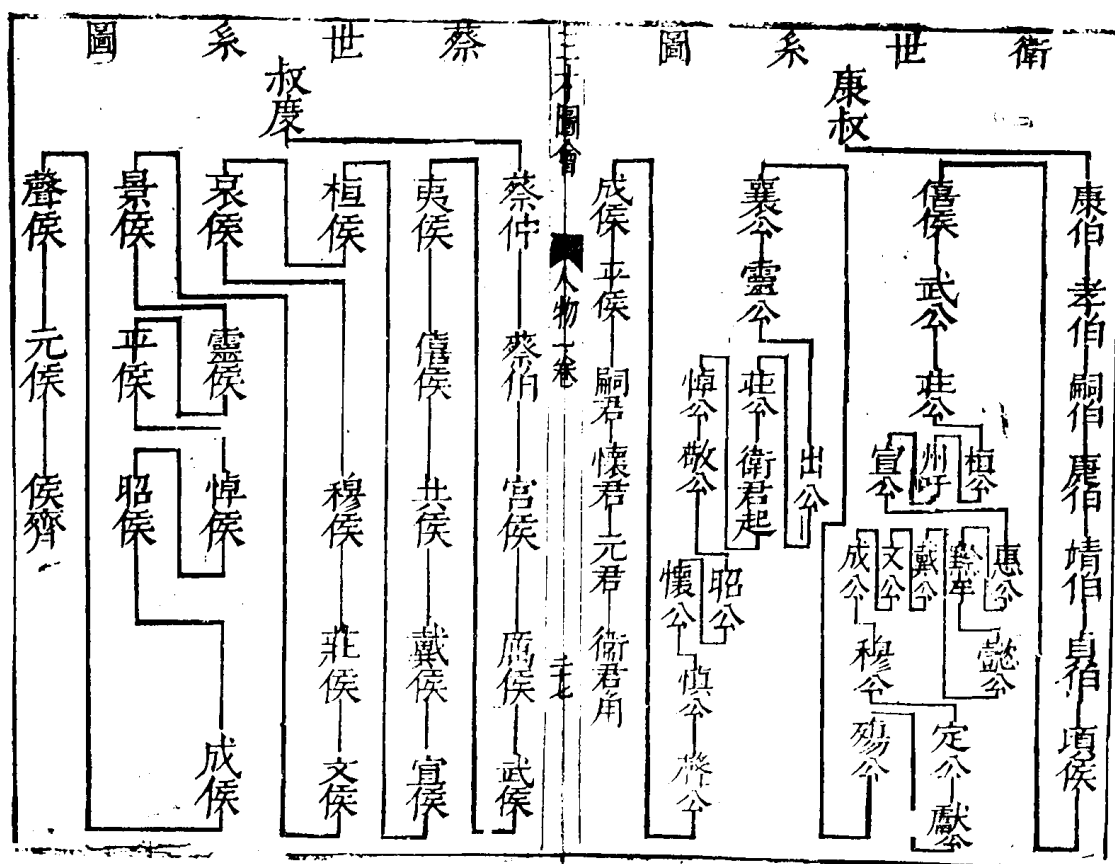 衛世系圖
康叔
康伯 孝伯 嗣伯 㨗伯 靖伯 貞伯 頃侯
僖侯 武公 莊公
桓公
州吁
宣公
惠公
黔牟
戴公
文公
成公
懿公
穆公
定公 獻公
殤公
襄公 靈公
出公
莊公 衛君起
悼公 敬公
昭公
懷公
慎公 聲公
成侯 平侯 嗣君 懷君 元君 衛君角
三才圖會 人物一卷 三十七
蔡世系圖
叔度
蔡仲 蔡伯 宮侯 厲侯 武侯
夷侯 僖侯 共侯 戴侯 宣侯
桓侯
哀侯
穆侯 莊侯 文侯
景侯
靈侯
平侯
悼侯
昭侯
成侯
聲侯 元侯 侯齊